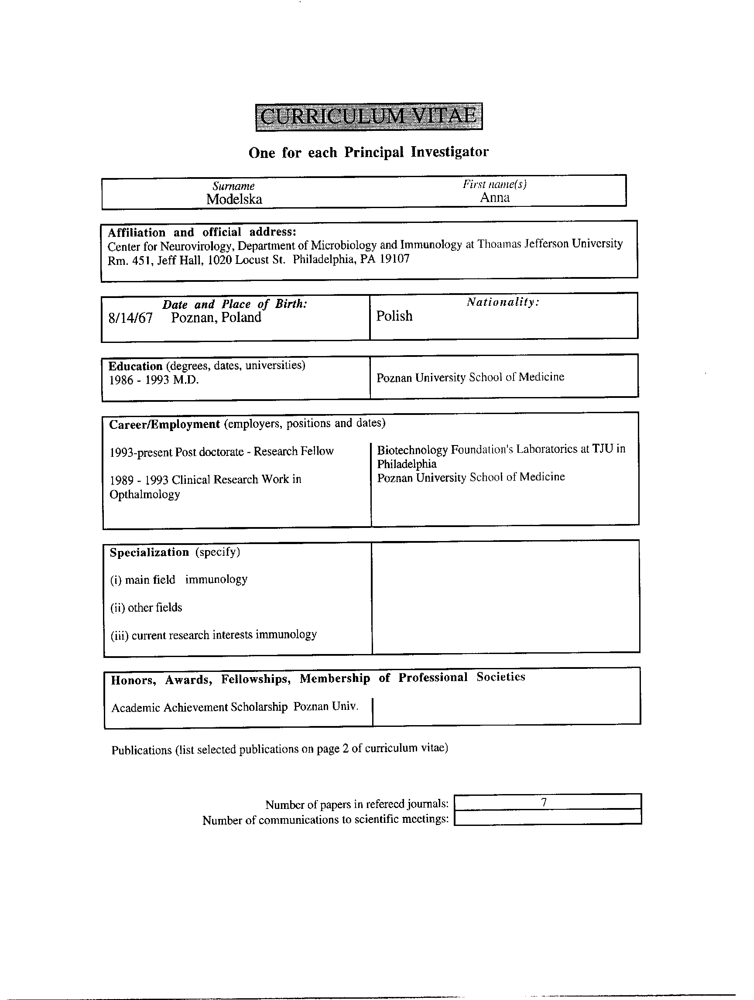 CURRICULUM VITAE
One for each Principal Investigator
Surname First name(s)
Modelska Anna
Affiliation and official address:
Center for Neurovirology, Department of Microbiology and Immunology at Thoamas Jefferson University
Rm. 451, Jeff Hall, 1020 Locust St. Philadelphia, PA 19107
Date and Place of Birth: Nationality:
8/14/67 Poznan, Poland Polish
Education (degrees, dates, universities)
1986 - 1993 M.D. Poznan University School of Medicine
Career/Employment (employers, positions and dates)
1993-present Post doctorate - Research Fellow Biotechnology Foundation's Laboratories at TJU in
Philadelphia
1989 - 1993 Clinical Research Work in Poznan University School of Medicine
Opthalmology
Specialization (specify)
(i) main field immunology
(ii) other fields
(iii) current research interests immunology
Honors, Awards, Fellowships, Membership of Professional Societies
Academic Achievement Scholarship Poznan Univ.
Publications (list selected publications on page 2 of curriculum vitae)
Number of papers in refereed journals: 7
Number of communications to scientific meetings: